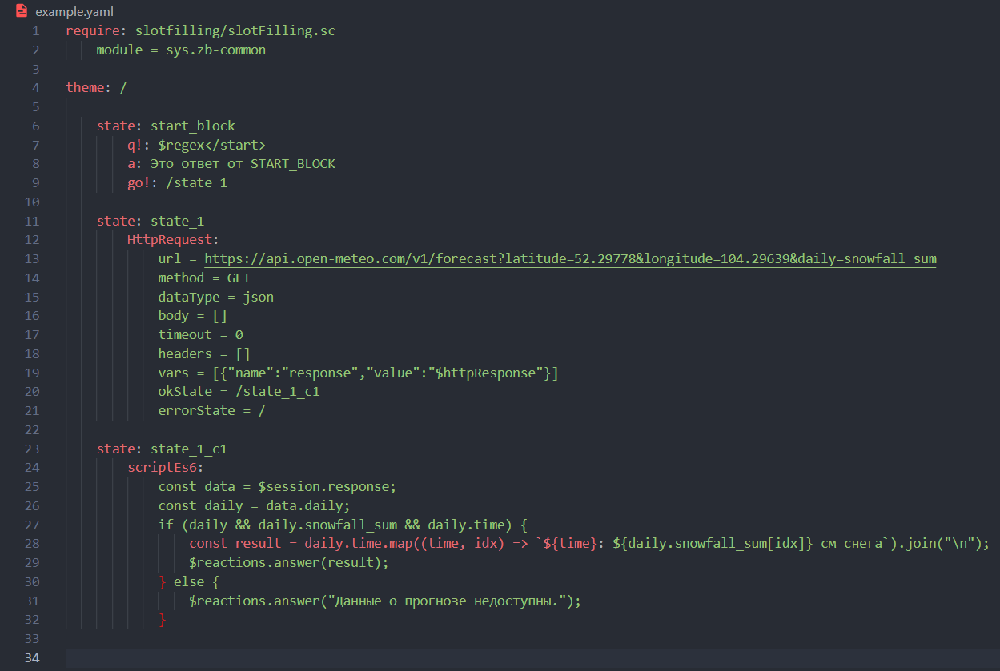 example.yaml
1 require: slotfilling/slotFilling.sc
2     module = sys.zb-common
3
4 theme: /
5
6     state: start_block
7         q!: $regex</start>
8         a: Это ответ от START_BLOCK
9         go!: /state_1
10
11     state: state_1
12         HttpRequest:
13             url = https://api.open-meteo.com/v1/forecast?latitude=52.29778&longitude=104.29639&daily=snowfall_sum
14             method = GET
15             dataType = json
16             body = []
17             timeout = 0
18             headers = []
19             vars = [{"name":"response","value":"$httpResponse"}]
20             okState = /state_1_c1
21             errorState = /
22
23     state: state_1_c1
24         scriptEs6:
25             const data = $session.response;
26             const daily = data.daily;
27             if (daily && daily.snowfall_sum && daily.time) {
28                 const result = daily.time.map((time, idx) => `${time}: ${daily.snowfall_sum[idx]} см снега`).join("\n");
29                 $reactions.answer(result);
30             } else {
31                 $reactions.answer("Данные о прогнозе недоступны.");
32             }
33
34